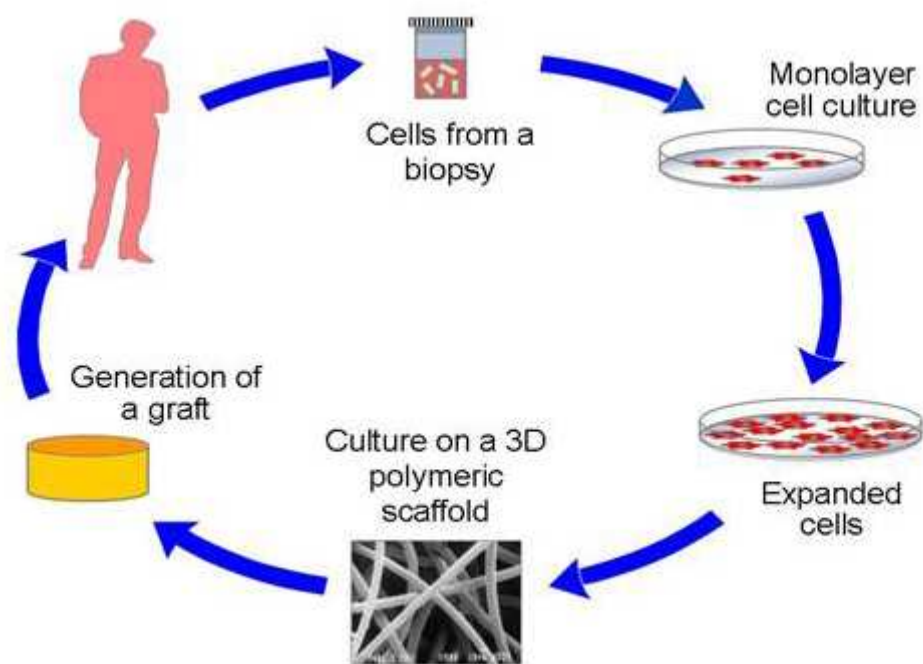 Cells from a
biopsy
Monolayer
cell culture
Expanded
cells
Culture on a 3D
polymeric
scaffold
Generation of
a graft